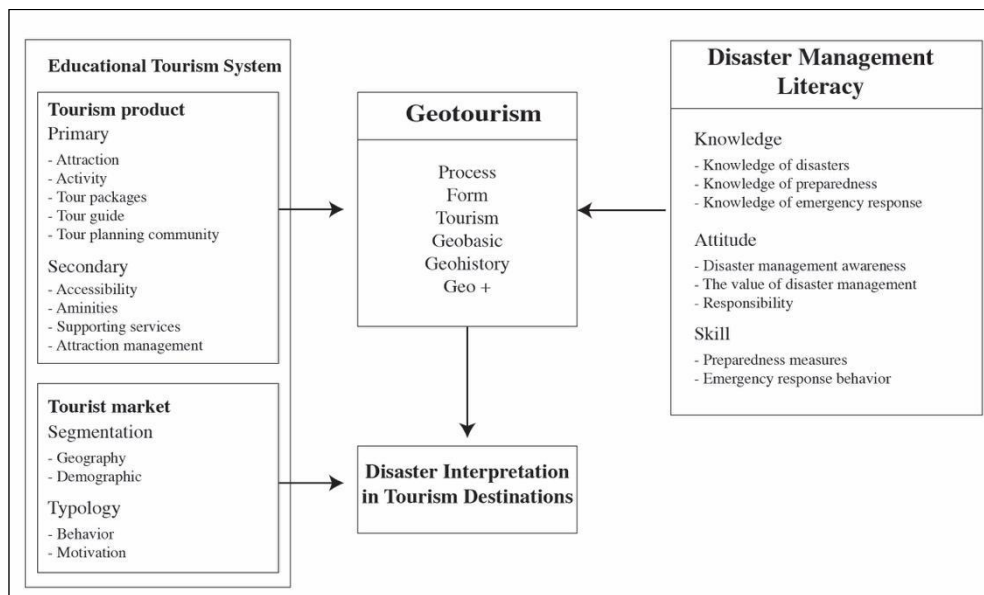 Educational Tourism System
Tourism product
Primary
- Attraction
- Activity
- Tour packages
- Tour guide
- Tour planning community
Secondary
- Accessibility
- Aminities
- Supporting services
- Attraction management
Tourist market
Segmentation
- Geography
- Demographic
Typology
- Behavior
- Motivation
Geotourism
Process
Form
Tourism
Geobasic
Geohistory
Geo +
Disaster Interpretation
in Tourism Destinations
Disaster Management
Literacy
Knowledge
- Knowledge of disasters
- Knowledge of preparedness
- Knowledge of emergency response
Attitude
- Disaster management awareness
- The value of disaster management
- Responsibility
Skill
- Preparedness measures
- Emergency response behavior